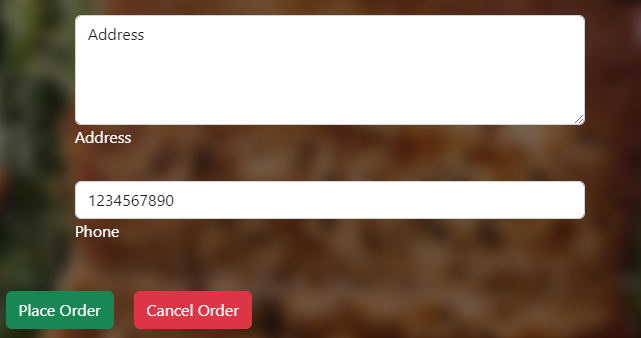 Address
Address
1234567890
Phone
Place Order
Cancel Order